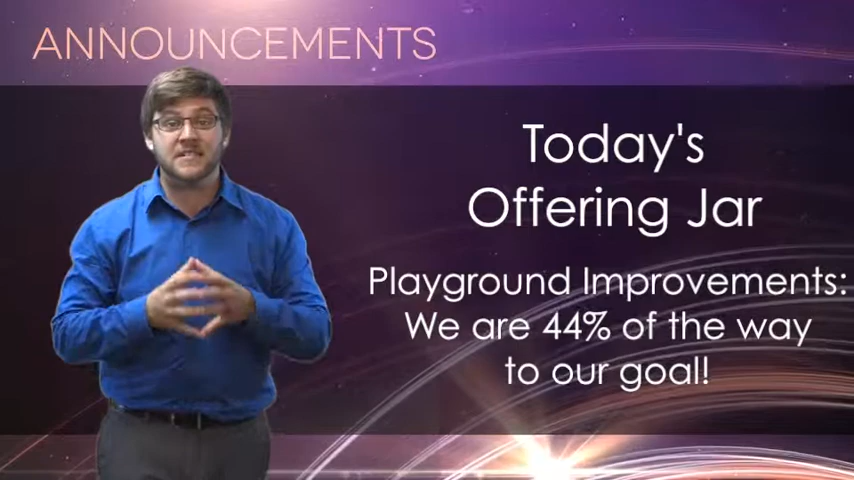 ANNOUNCEMENTS
Today's
Offering Jar
Playground Improvements:
We are 44% of the way
to our goal!